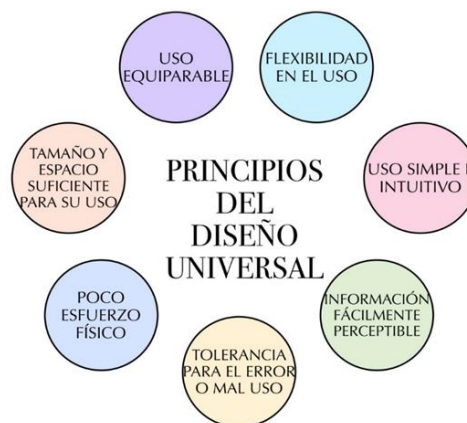 USO
EQUIPARABLE
FLEXIBILIDAD
EN EL USO
TAMAÑO Y
ESPACIO
SUFICIENTE
PARA SU USO
PRINCIPIOS
DEL
DISEÑO
UNIVERSAL
USO SIMPLE E
INTUITIVO
POCO
ESFUERZO
FÍSICO
INFORMACIÓN
FÁCILMENTE
PERCEPTIBLE
TOLERANCIA
PARA EL ERROR
O MAL USO